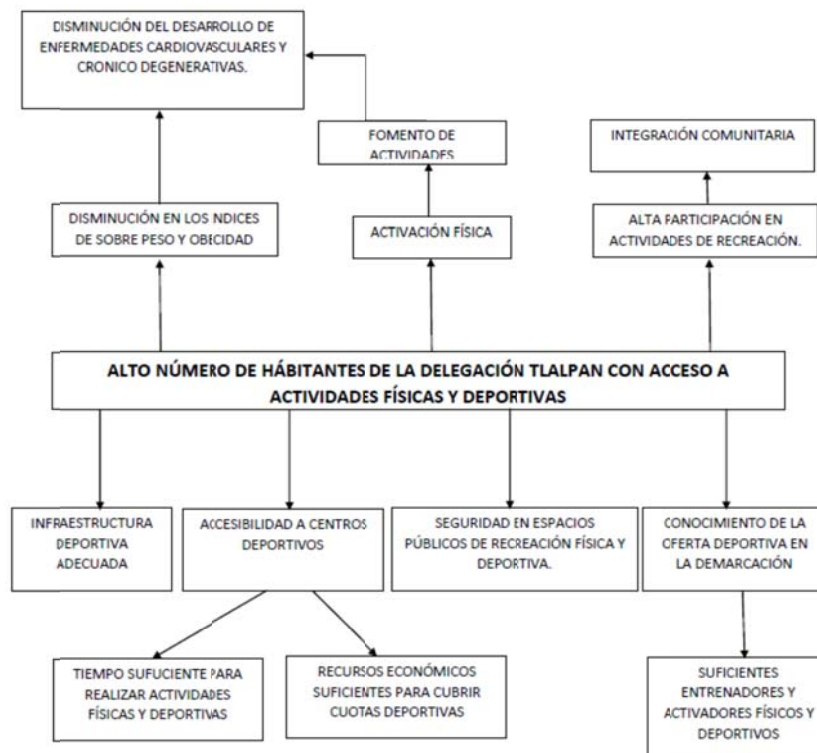 DISMINUCIÓN DEL DESARROLLO DE
ENFERMEDADES CARDIOVASCULARES Y
CRONICO DEGENERATIVAS.
FOMENTO DE
ACTIVIDADES
INTEGRACIÓN COMUNITARIA
DISMINUCIÓN EN LOS NDICES
DE SOBRE PESO Y OBECIDAD
ACTIVACIÓN FÍSICA
ALTA PARTICIPACIÓN EN
ACTIVIDADES DE RECREACIÓN.
ALTO NÚMERO DE HÁBITANTES DE LA DELEGACIÓN TLALPAN CON ACCESO A
ACTIVIDADES FÍSICAS Y DEPORTIVAS
INFRAESTRUCTURA
DEPORTIVA
ADECUADA
ACCESIBILIDAD A CENTROS
DEPORTIVOS
SEGURIDAD EN ESPACIOS
PÚBLICOS DE RECREACIÓN FÍSICA Y
DEPORTIVA.
CONOCIMIENTO DE LA
OFERTA DEPORTIVA EN
LA DEMARCACIÓN
TIEMPO SUFUCIENTE PARA
REALIZAR ACTIVIDADES
FÍSICAS Y DEPORTIVAS
RECURSOS ECONÓMICOS
SUFICIENTES PARA CUBRIR
CUOTAS DEPORTIVAS
SUFICIENTES
ENTRENADORES Y
ACTIVADORES FÍSICOS Y
DEPORTIVOS